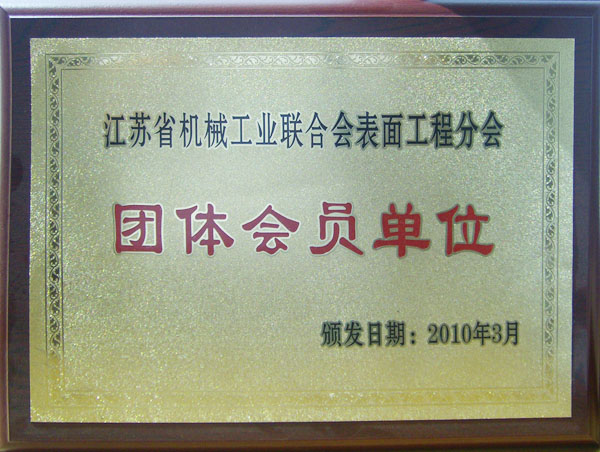 江苏省机械工业联合会表面工程分会
团体会员单位
颁发日期：2010年3月